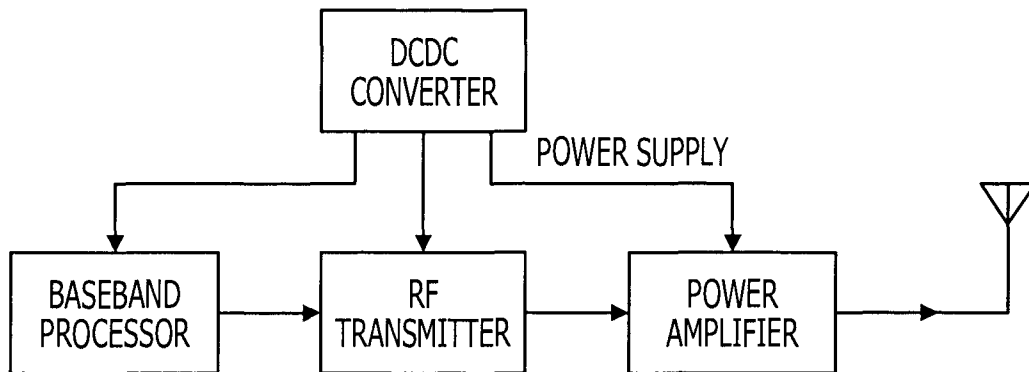 DCDC
CONVERTER
POWER SUPPLY
BASEBAND
PROCESSOR
RF
TRANSMITTER
POWER
AMPLIFIER